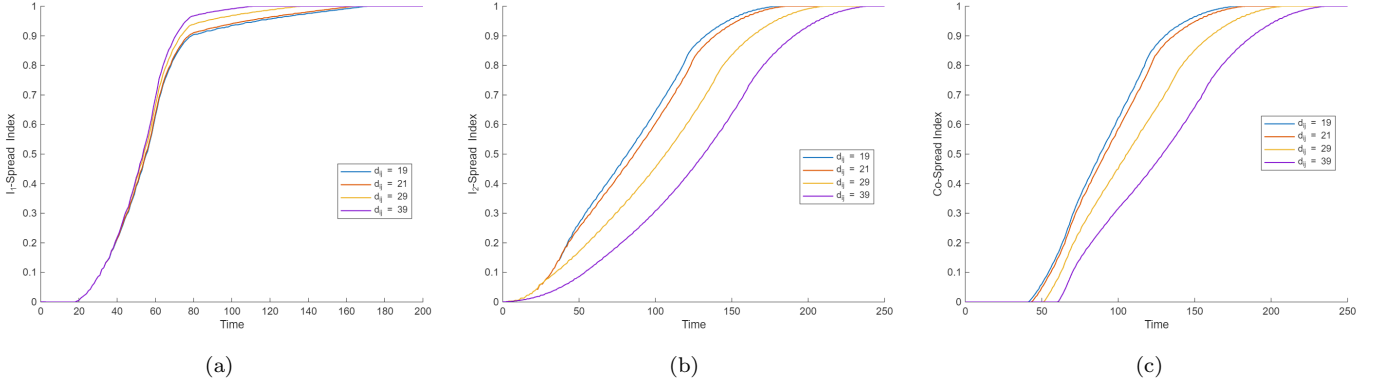 1
0.9
0.8
0.7
0.6
0.5
0.4
0.3
0.2
0.1
0
I₁-Spread Index
0 20 40 60 80 100 120 140 160 180 200
Time
dᵢⱼ = 19
dᵢⱼ = 21
dᵢⱼ = 29
dᵢⱼ = 39
(a)
1
0.9
0.8
0.7
0.6
0.5
0.4
0.3
0.2
0.1
0
I₂-Spread Index
0 50 100 150 200 250
Time
dᵢⱼ = 19
dᵢⱼ = 21
dᵢⱼ = 29
dᵢⱼ = 39
(b)
1
0.9
0.8
0.7
0.6
0.5
0.4
0.3
0.2
0.1
0
Co-Spread Index
0 50 100 150 200 250
Time
dᵢⱼ = 19
dᵢⱼ = 21
dᵢⱼ = 29
dᵢⱼ = 39
(c)